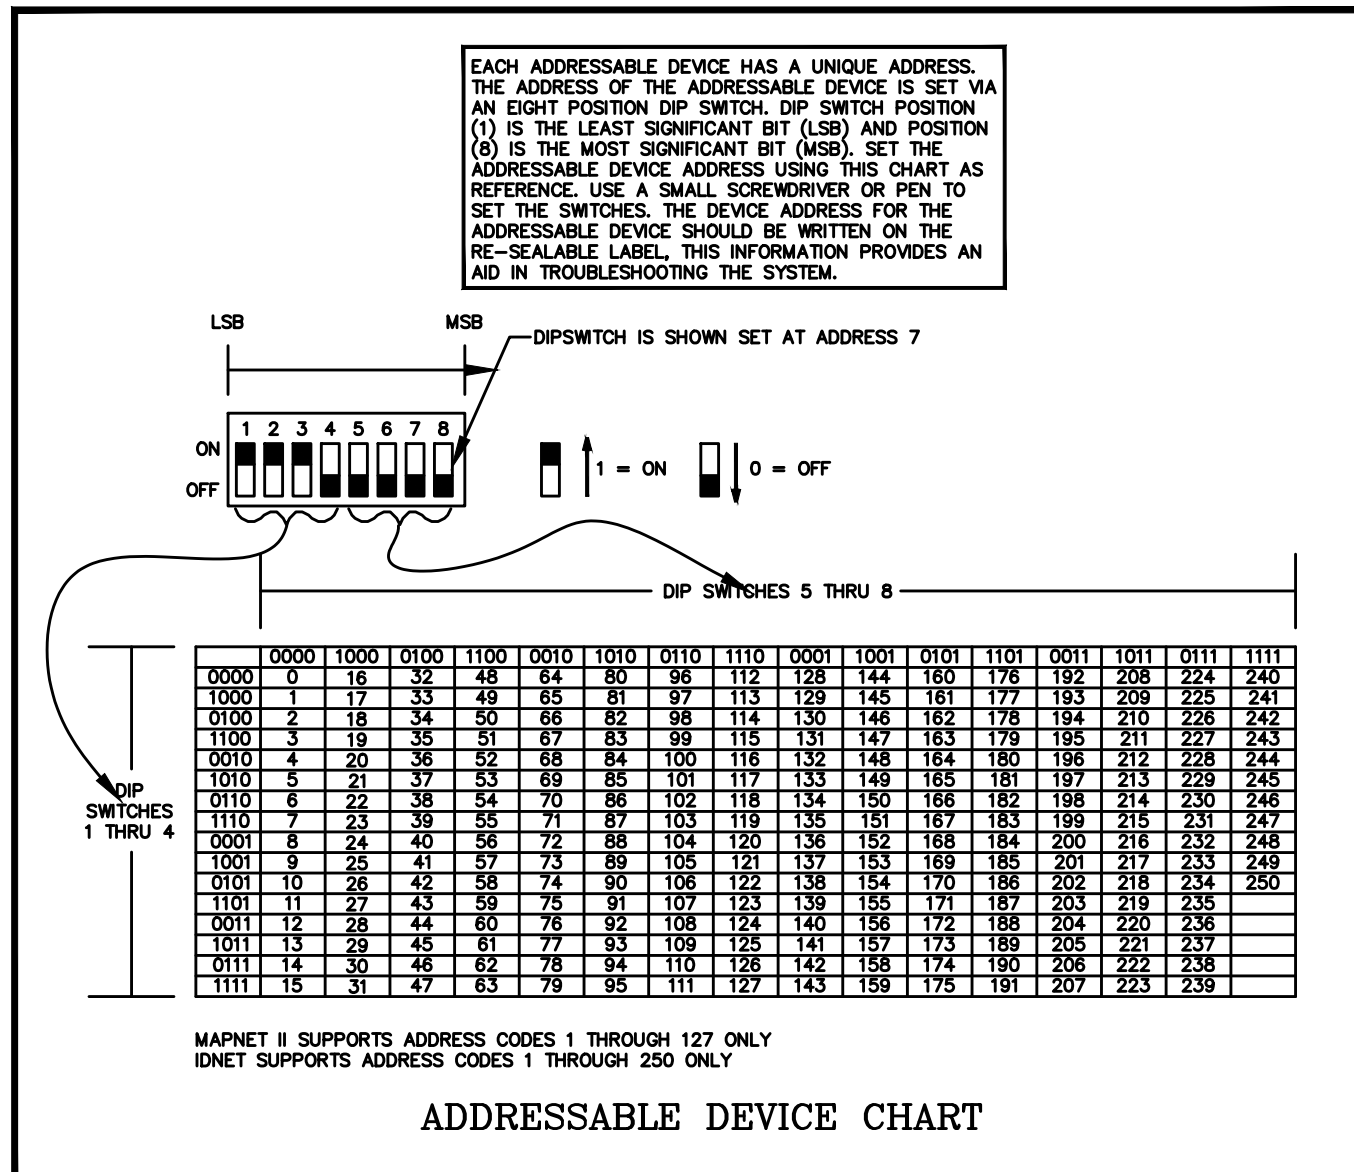 EACH ADDRESSABLE DEVICE HAS A UNIQUE ADDRESS.
THE ADDRESS OF THE ADDRESSABLE DEVICE IS SET VIA
AN EIGHT POSITION DIP SWITCH. DIP SWITCH POSITION
(1) IS THE LEAST SIGNIFICANT BIT (LSB) AND POSITION
(8) IS THE MOST SIGNIFICANT BIT (MSB). SET THE
ADDRESSABLE DEVICE ADDRESS USING THIS CHART AS
REFERENCE. USE A SMALL SCREWDRIVER OR PEN TO
SET THE SWITCHES. THE DEVICE ADDRESS FOR THE
ADDRESSABLE DEVICE SHOULD BE WRITTEN ON THE
RE-SEALABLE LABEL, THIS INFORMATION PROVIDES AN
AID IN TROUBLESHOOTING THE SYSTEM.
LSB MSB
DIPSWITCH IS SHOWN SET AT ADDRESS 7
1 2 3 4 5 6 7 8
ON
OFF
1 = ON
0 = OFF
DIP SWITCHES 5 THRU 8
DIP
SWITCHES
1 THRU 4
0000 1000 0100 1100 0010 1010 0110 1110 0001 1001 0101 1101 0011 1011 0111 1111
0000 0 16 32 48 64 80 96 112 128 144 160 176 192 208 224 240
1000 1 17 33 49 65 81 97 113 129 145 161 177 193 209 225 241
0100 2 18 34 50 66 82 98 114 130 146 162 178 194 210 226 242
1100 3 19 35 51 67 83 99 115 131 147 163 179 195 211 227 243
0010 4 20 36 52 68 84 100 116 132 148 164 180 196 212 228 244
1010 5 21 37 53 69 85 101 117 133 149 165 181 197 213 229 245
0110 6 22 38 54 70 86 102 118 134 150 166 182 198 214 230 246
1110 7 23 39 55 71 87 103 119 135 151 167 183 199 215 231 247
0001 8 24 40 56 72 88 104 120 136 152 168 184 200 216 232 248
1001 9 25 41 57 73 89 105 121 137 153 169 185 201 217 233 249
0101 10 26 42 58 74 90 106 122 138 154 170 186 202 218 234 250
1101 11 27 43 59 75 91 107 123 139 155 171 187 203 219 235
0011 12 28 44 60 76 92 108 124 140 156 172 188 204 220 236
1011 13 29 45 61 77 93 109 125 141 157 173 189 205 221 237
0111 14 30 46 62 78 94 110 126 142 158 174 190 206 222 238
1111 15 31 47 63 79 95 111 127 143 159 175 191 207 223 239
MAPNET II SUPPORTS ADDRESS CODES 1 THROUGH 127 ONLY
IDNET SUPPORTS ADDRESS CODES 1 THROUGH 250 ONLY
ADDRESSABLE DEVICE CHART